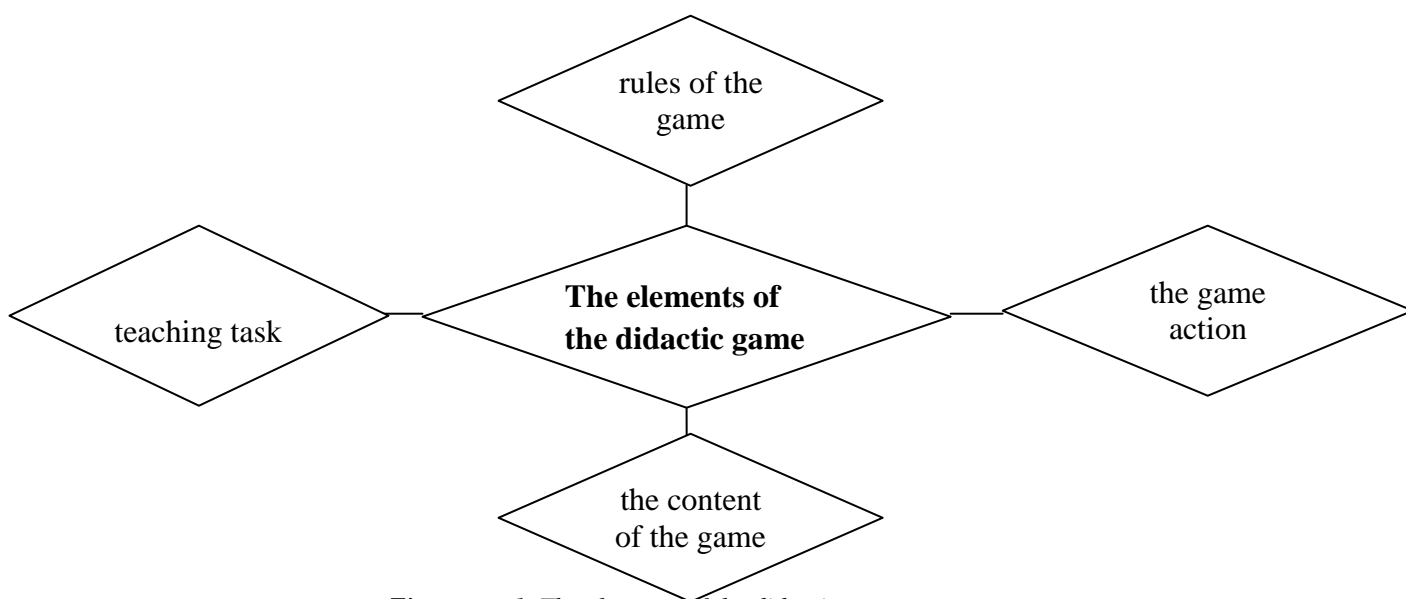 rules of the
game
The elements of
the didactic game
teaching task
the game
action
the content
of the game